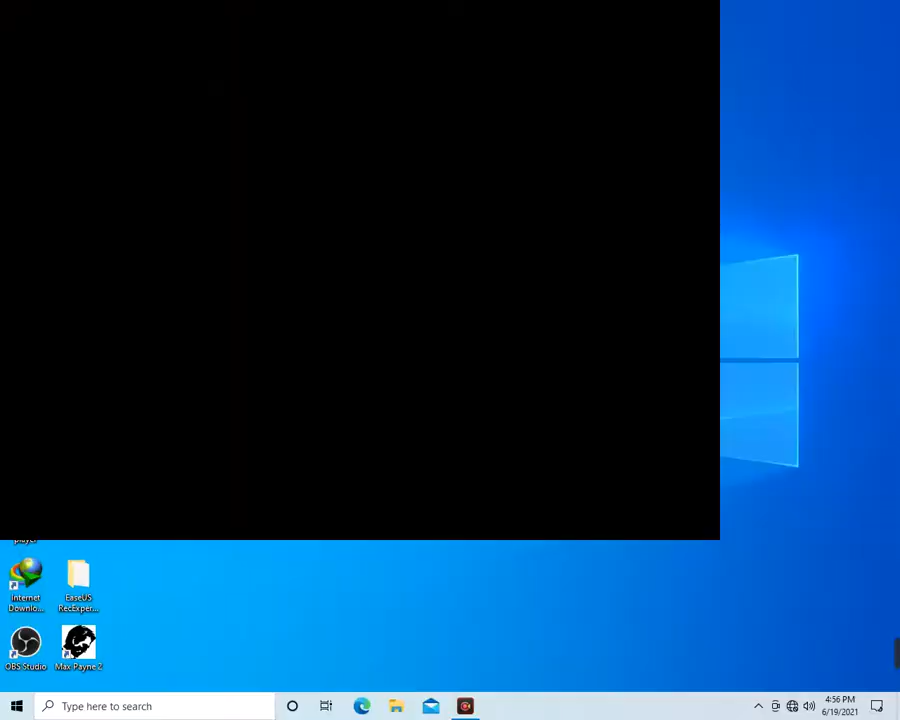 player
Internet
Downlo...
EaseUS
RecExper...
OBS Studio
Max Payne 2
Type here to search
4:56 PM
6/19/2021